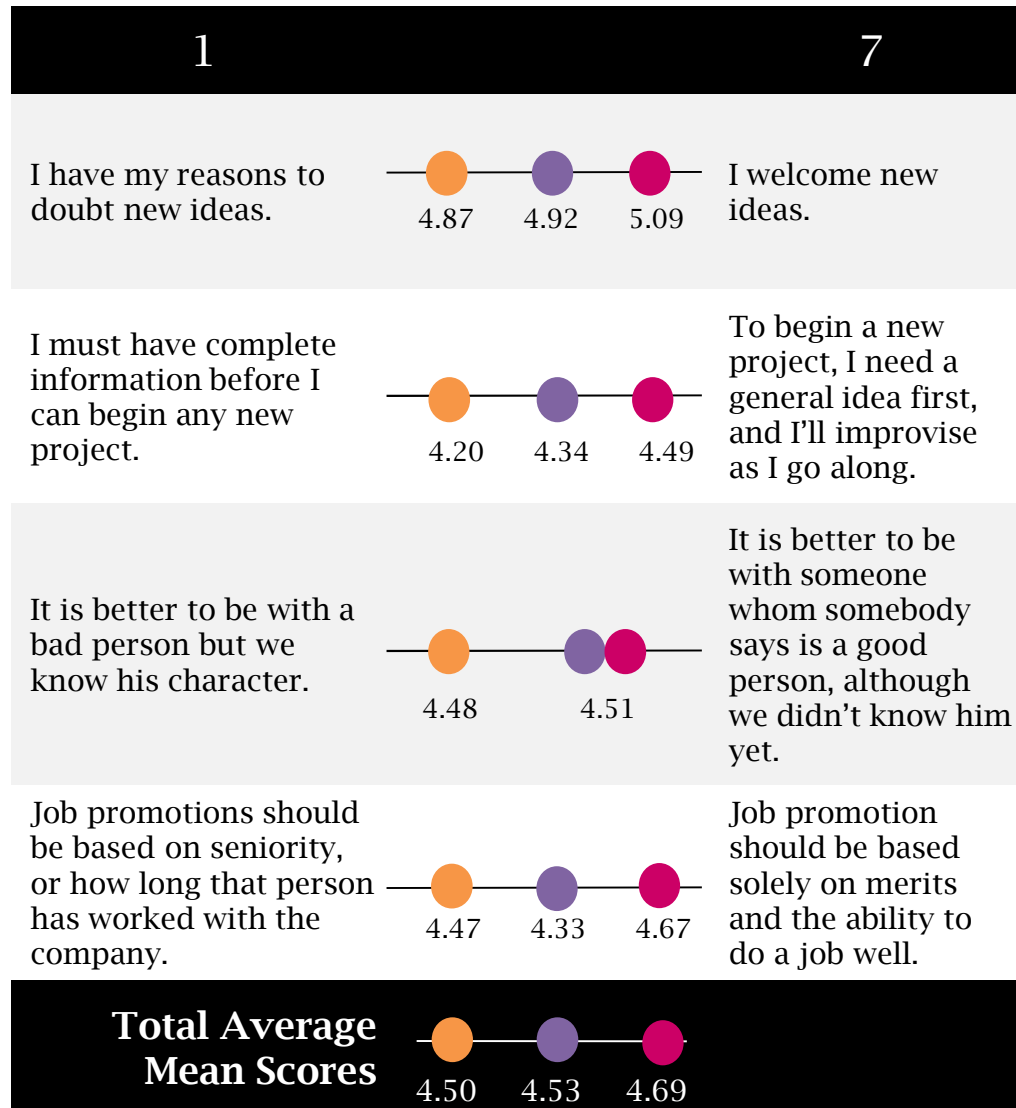 1
7
I have my reasons to
doubt new ideas.
4.87 4.92 5.09
I welcome new
ideas.
I must have complete
information before I
can begin any new
project.
4.20 4.34 4.49
To begin a new
project, I need a
general idea first,
and I'll improvise
as I go along.
It is better to be with a
bad person but we
know his character.
4.48 4.51
It is better to be
with someone
whom somebody
says is a good
person, although
we didn't know him
yet.
Job promotions should
be based on seniority,
or how long that person
has worked with the
company.
4.47 4.33 4.67
Job promotion
should be based
solely on merits
and the ability to
do a job well.
Total Average
Mean Scores
4.50 4.53 4.69